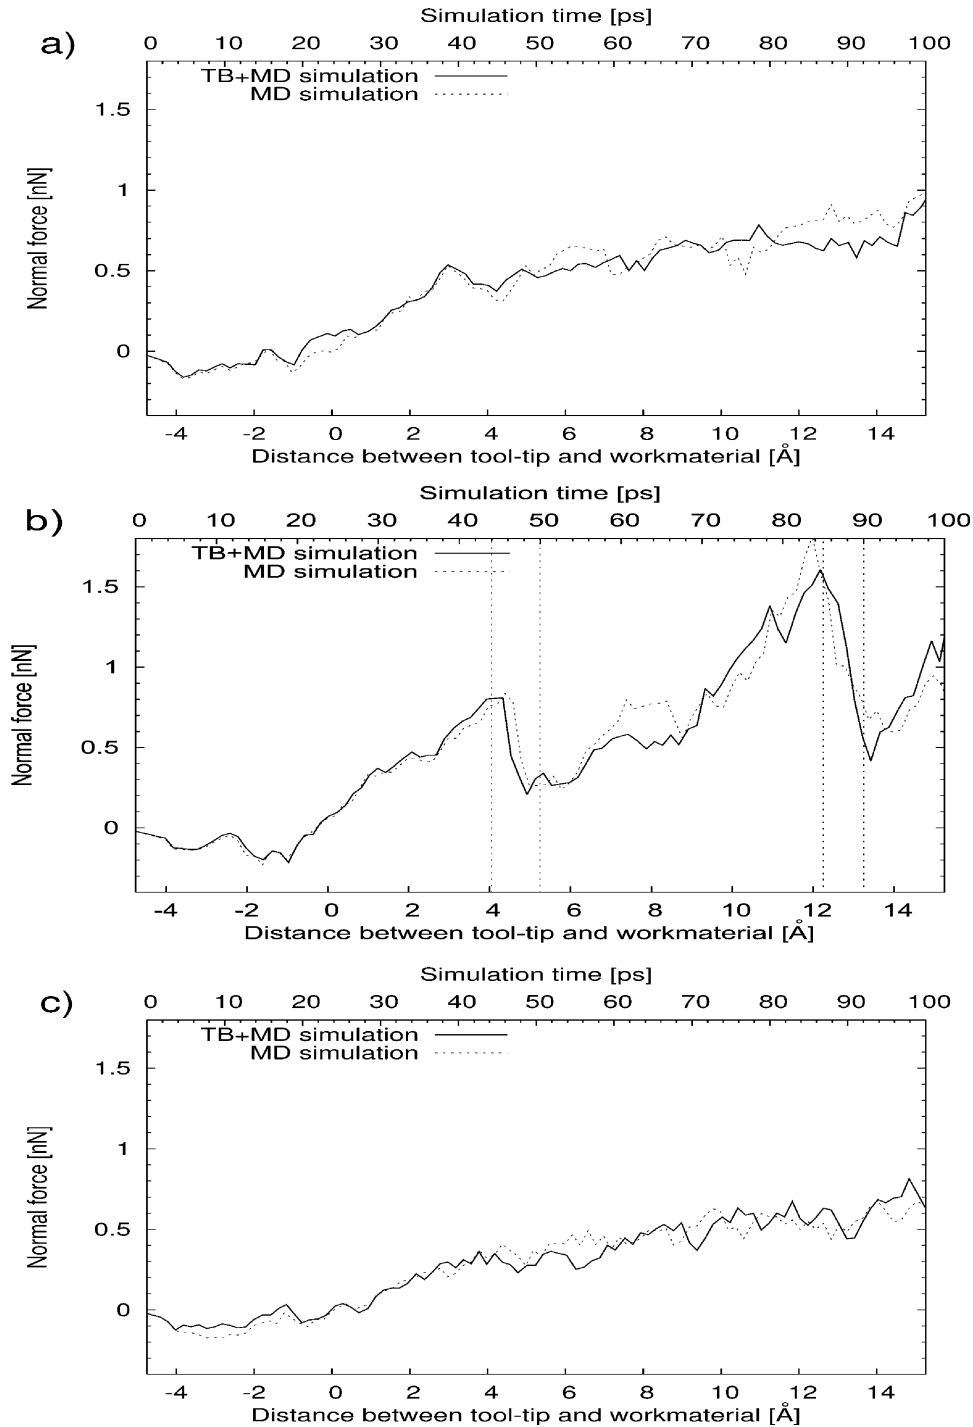 Simulation time [ps]
a)
0 10 20 30 40 50 60 70 80 90 100
TB+MD simulation
MD simulation
1.5
1
0.5
0
Normal force [nN]
-4 -2 0 2 4 6 8 10 12 14
Distance between tool-tip and workmaterial [Å]
Simulation time [ps]
b)
0 10 20 30 40 50 60 70 80 90 100
TB+MD simulation
MD simulation
1.5
1
0.5
0
Normal force [nN]
-4 -2 0 2 4 6 8 10 12 14
Distance between tool-tip and workmaterial [Å]
Simulation time [ps]
c)
0 10 20 30 40 50 60 70 80 90 100
TB+MD simulation
MD simulation
1.5
1
0.5
0
Normal force [nN]
-4 -2 0 2 4 6 8 10 12 14
Distance between tool-tip and workmaterial [Å]